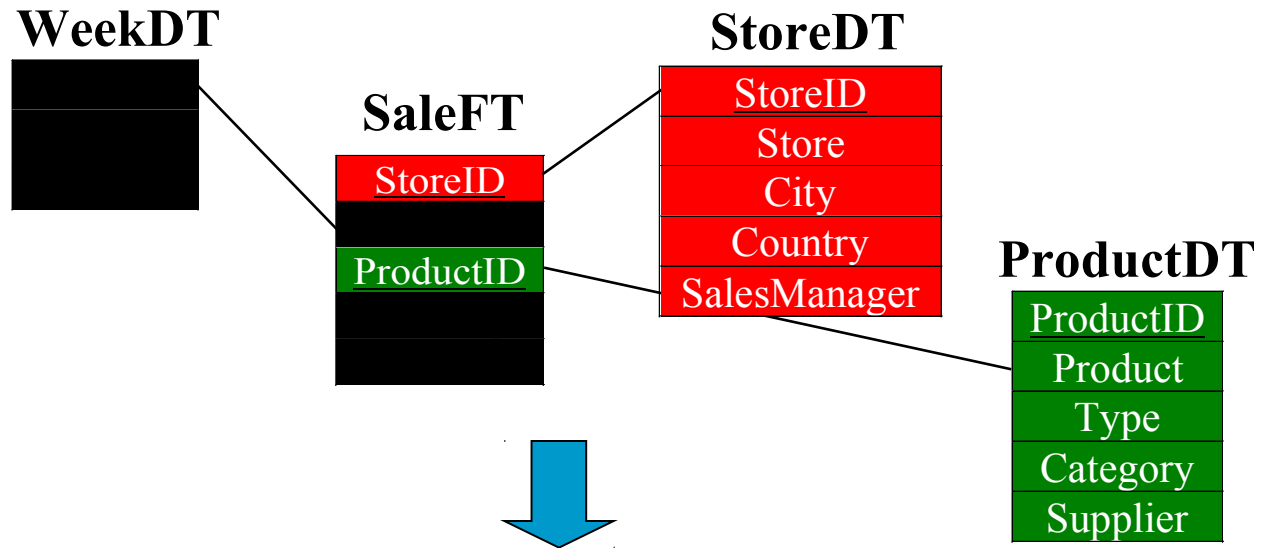 WeekDT
SaleFT
StoreID
ProductID
StoreDT
StoreID
Store
City
Country
SalesManager
ProductDT
ProductID
Product
Type
Category
Supplier